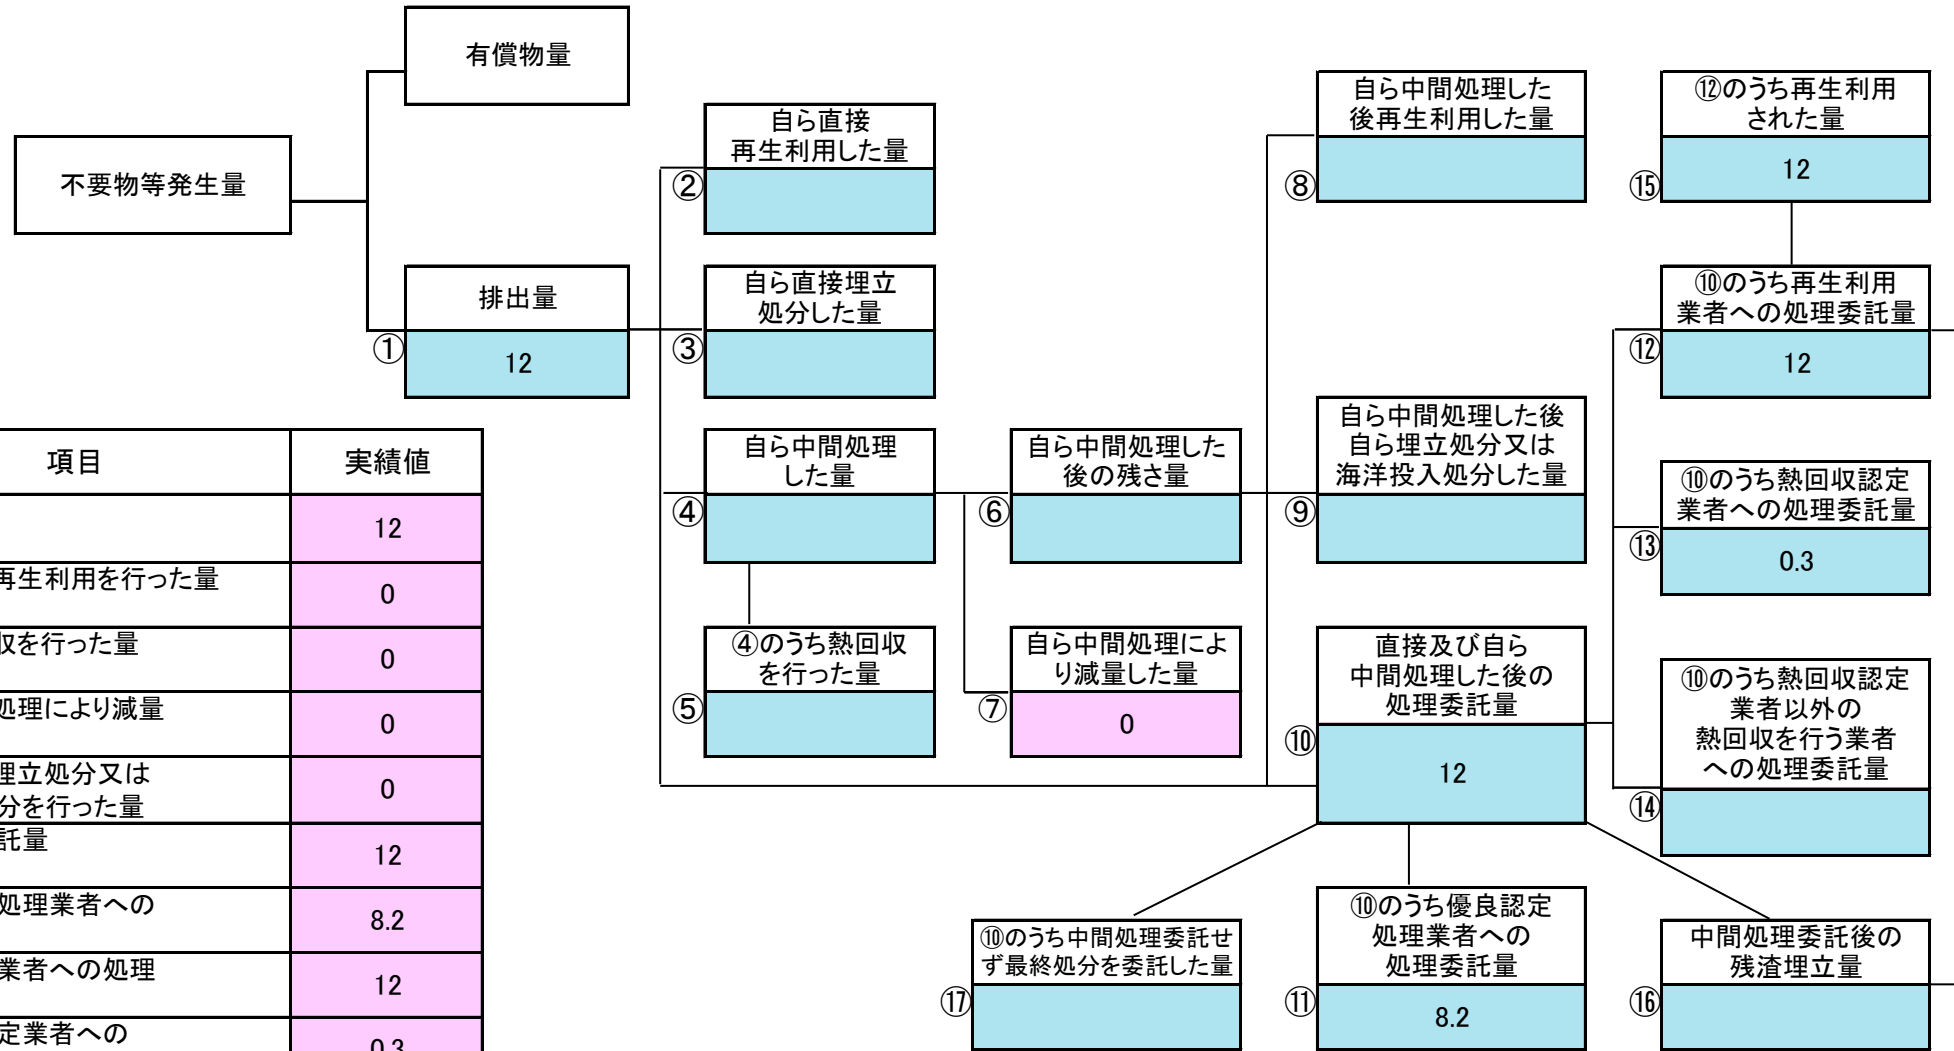 有償物量
不要物等発生量
排出量
①
12
自ら直接
再生利用した量
②
自ら直接埋立
処分した量
③
自ら中間処理
した量
④
④のうち熱回収
を行った量
⑤
自ら中間処理した
後の残さ量
⑥
自ら中間処理によ
り減量した量
⑦
0
自ら中間処理した
後再生利用した量
⑧
自ら中間処理した後
自ら埋立処分又は
海洋投入処分した量
⑨
直接及び自ら
中間処理した後の
処理委託量
⑩
12
⑫のうち再生利用
された量
⑮
12
⑩のうち再生利用
業者への処理委託量
⑫
12
⑩のうち熱回収認定
業者への処理委託量
⑬
0.3
⑩のうち熱回収認定
業者以外の
熱回収を行う業者
への処理委託量
⑭
⑩のうち中間処理委託せ
ず最終処分を委託した量
⑰
⑩のうち優良認定
処理業者への
処理委託量
⑪
8.2
中間処理委託後の
残渣埋立量
⑯
項目 実績値
12
再生利用を行った量
0
収を行った量
0
処理により減量
0
埋立処分又は
分を行った量
0
託量
12
処理業者への
8.2
業者への処理
12
定業者への
0.3